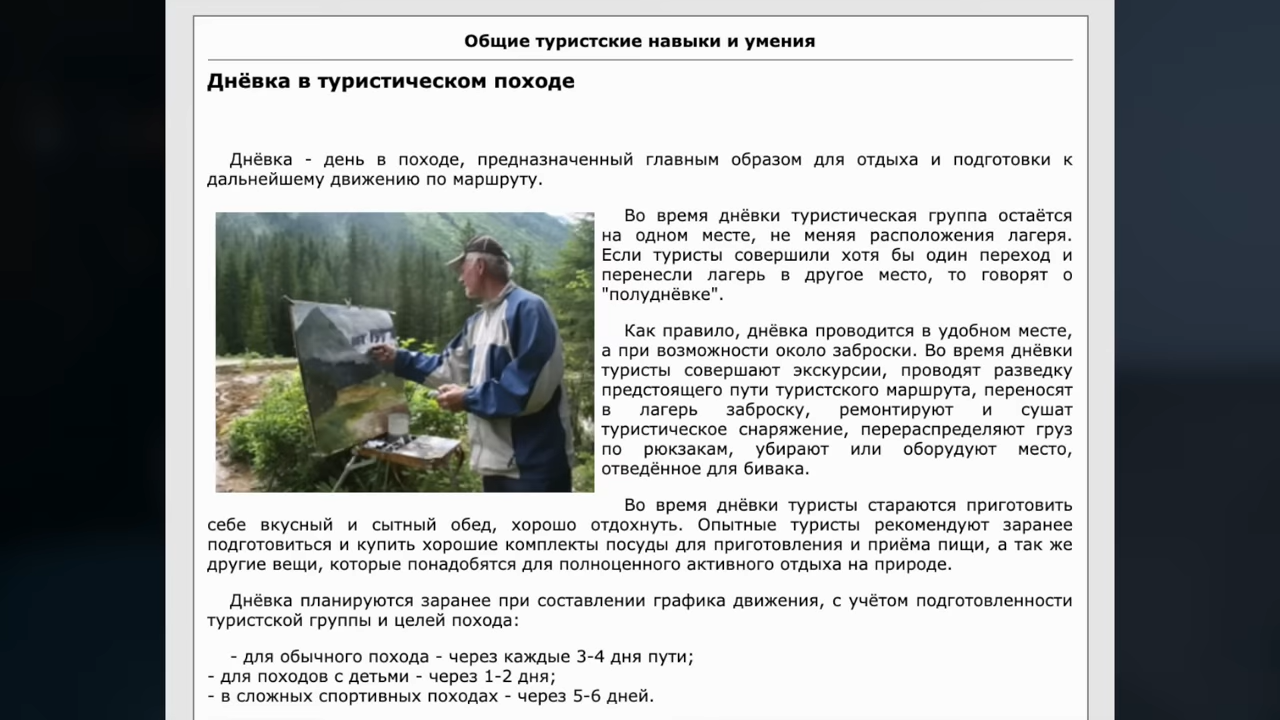 Общие туристские навыки и умения
Днёвка в туристическом походе
Днёвка - день в походе, предназначенный главным образом для отдыха и подготовки к
дальнейшему движению по маршруту.
Во время днёвки туристическая группа остаётся
на одном месте, не меняя расположения лагеря.
Если туристы совершили хотя бы один переход и
перенесли лагерь в другое место, то говорят о
"полуднёвке".
Как правило, днёвка проводится в удобном месте,
а при возможности около заброски. Во время днёвки
туристы совершают экскурсии, проводят разведку
предстоящего пути туристского маршрута, переносят
в лагерь заброску, ремонтируют и сушат
туристическое снаряжение, перераспределяют груз
по рюкзакам, убирают или оборудуют место,
отведённое для бивака.
Во время днёвки туристы стараются приготовить
себе вкусный и сытный обед, хорошо отдохнуть. Опытные туристы рекомендуют заранее
подготовиться и купить хорошие комплекты посуды для приготовления и приёма пищи, а так же
другие вещи, которые понадобятся для полноценного активного отдыха на природе.
Днёвка планируются заранее при составлении графика движения, с учётом подготовленности
туристской группы и целей похода:
- для обычного похода - через каждые 3-4 дня пути;
- для походов с детьми - через 1-2 дня;
- в сложных спортивных походах - через 5-6 дней.